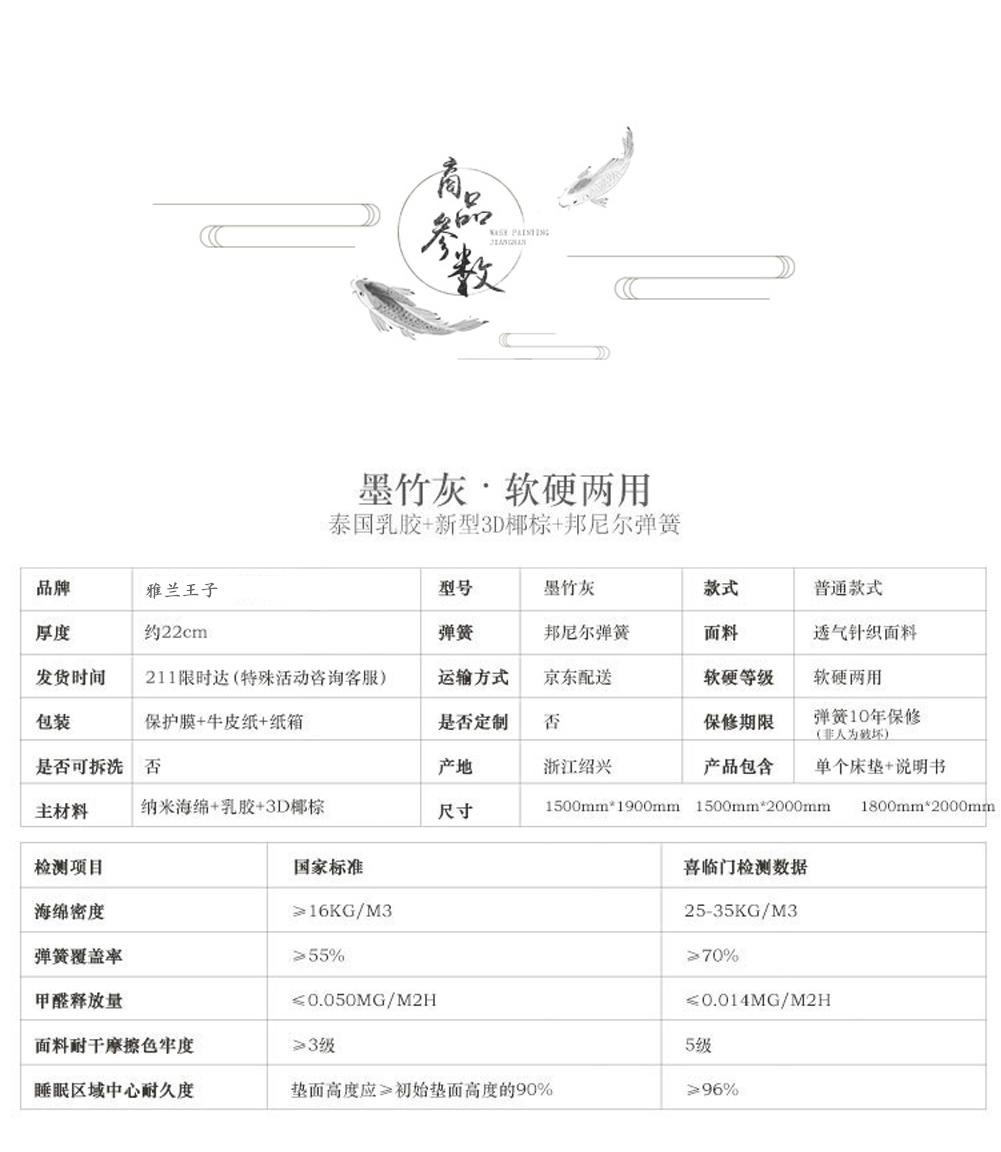 商品
参数
WASH PAINTING
JIANGNAN
墨竹灰·软硬两用
泰国乳胶+新型3D椰棕+邦尼尔弹簧
品牌 雅兰王子 型号 墨竹灰 款式 普通款式
厚度 约22cm 弹簧 邦尼尔弹簧 面料 透气针织面料
发货时间 211限时达(特殊活动咨询客服) 运输方式 京东配送 软硬等级 软硬两用
包装 保护膜+牛皮纸+纸箱 是否定制 否 保修期限 弹簧10年保修
(非人为破坏)
是否可拆洗 否 产地 浙江绍兴 产品包含 单个床垫+说明书
主材料 纳米海绵+乳胶+3D椰棕 尺寸 1500mm*1900mm 1500mm*2000mm 1800mm*2000mm
检测项目 国家标准 喜临门检测数据
海绵密度 ≥16KG/M3 25-35KG/M3
弹簧覆盖率 ≥55% ≥70%
甲醛释放量 ≤0.050MG/M2H ≤0.014MG/M2H
面料耐干摩擦色牢度 ≥3级 5级
睡眠区域中心耐久度 垫面高度应≥初始垫面高度的90% ≥96%